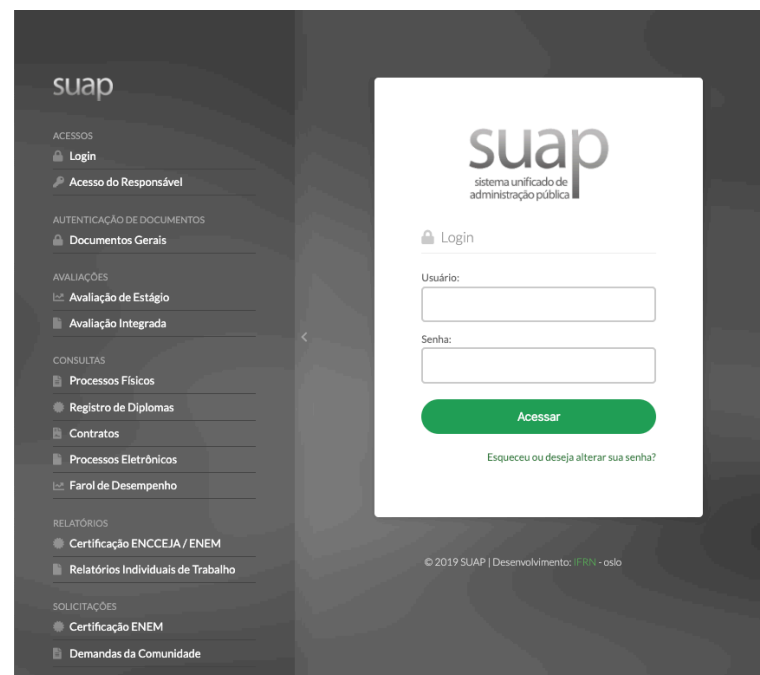 suap
ACESSOS
Login
Acesso do Responsável
AUTENTICAÇÃO DE DOCUMENTOS
Documentos Gerais
AVALIAÇÕES
Avaliação de Estágio
Avaliação Integrada
CONSULTAS
Processos Físicos
Registro de Diplomas
Contratos
Processos Eletrônicos
Farol de Desempenho
RELATÓRIOS
Certificação ENCCEJA / ENEM
Relatórios Individuais de Trabalho
SOLICITAÇÕES
Certificação ENEM
Demandas da Comunidade
suap
sistema unificado de
administração pública
Login
Usuário:
Senha:
Acessar
Esqueceu ou deseja alterar sua senha?
© 2019 SUAP | Desenvolvimento: IFRN - oslo